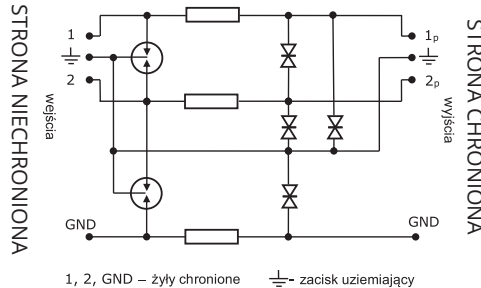 STRONA NIECHRONIONA
wejścia
1
2
GND
1p
2p
GND
wyjścia
STRONA CHRONIONA
1, 2, GND – żyły chronione
- zacisk uziemiający